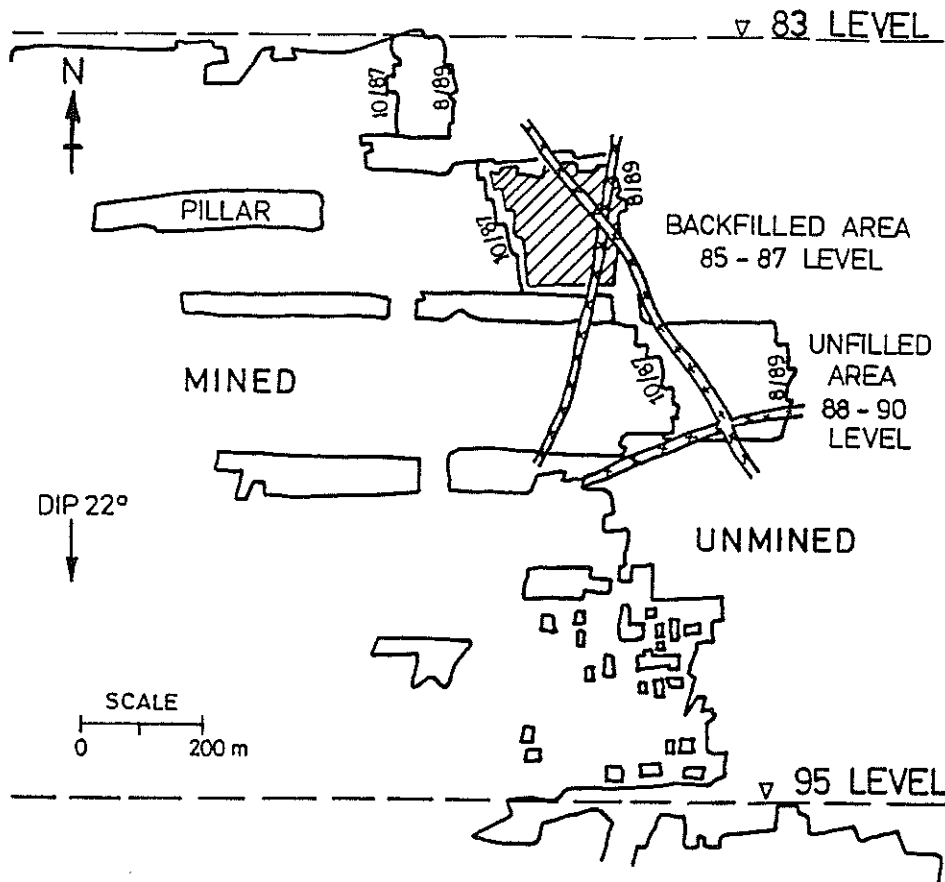 ▽ 83 LEVEL
N
10/87
8/89
8/89
PILLAR
10/87
BACKFILLED AREA
85 - 87 LEVEL
MINED
10/87
8/89
UNFILLED
AREA
88 - 90
LEVEL
DIP 22°
UNMINED
SCALE
0 200 m
▽ 95 LEVEL